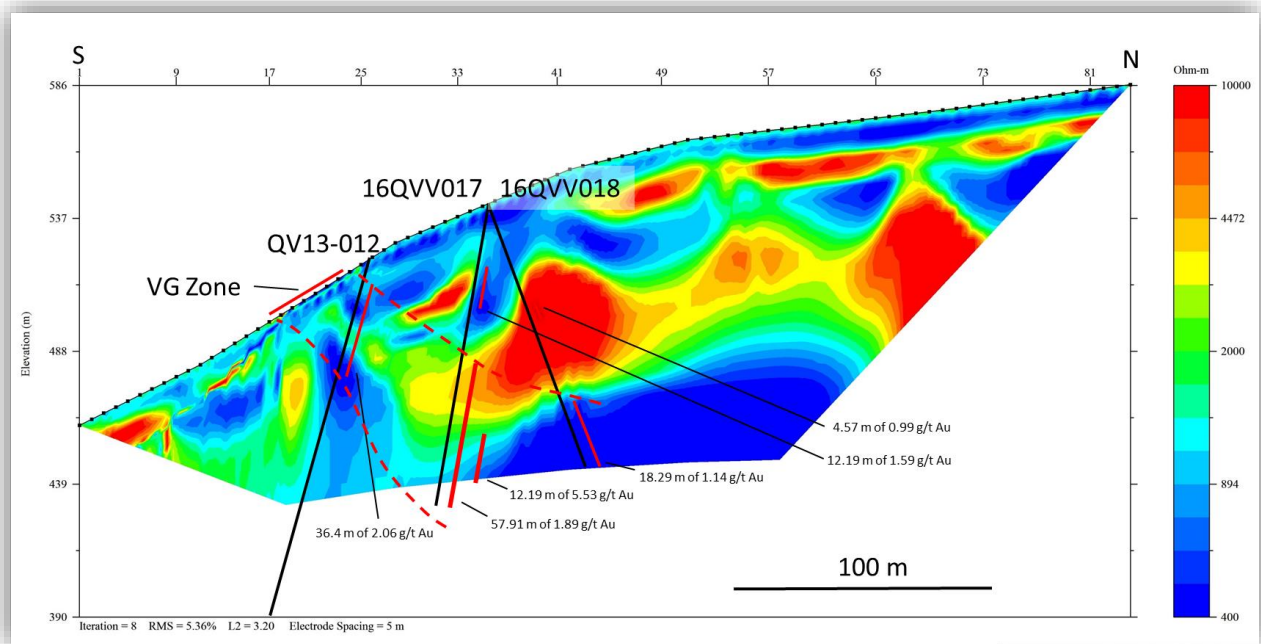 S
N
1 9 17 25 33 41 49 57 65 73 81
Ohm-m
586
10000
16QVV017 16QVV018
537
4472
QV13-012
VG Zone
Elevation (m)
488
2000
4.57 m of 0.99 g/t Au
12.19 m of 1.59 g/t Au
18.29 m of 1.14 g/t Au
439
894
12.19 m of 5.53 g/t Au
57.91 m of 1.89 g/t Au
36.4 m of 2.06 g/t Au
100 m
390
400
Iteration = 8 RMS = 5.36% L2 = 3.20 Electrode Spacing = 5 m